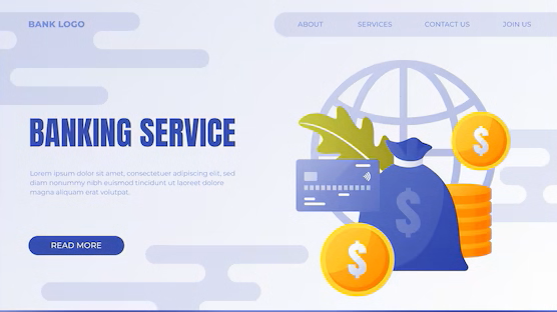 BANK LOGO
ABOUT SERVICES CONTACT US JOIN US
BANKING SERVICE
Lorem ipsum dolor sit amet, consectetuer adipiscing elit, sed
diam nonummy nibh euismod tincidunt ut laoreet dolore
magna aliquam erat volutpat.
READ MORE
$
$
$